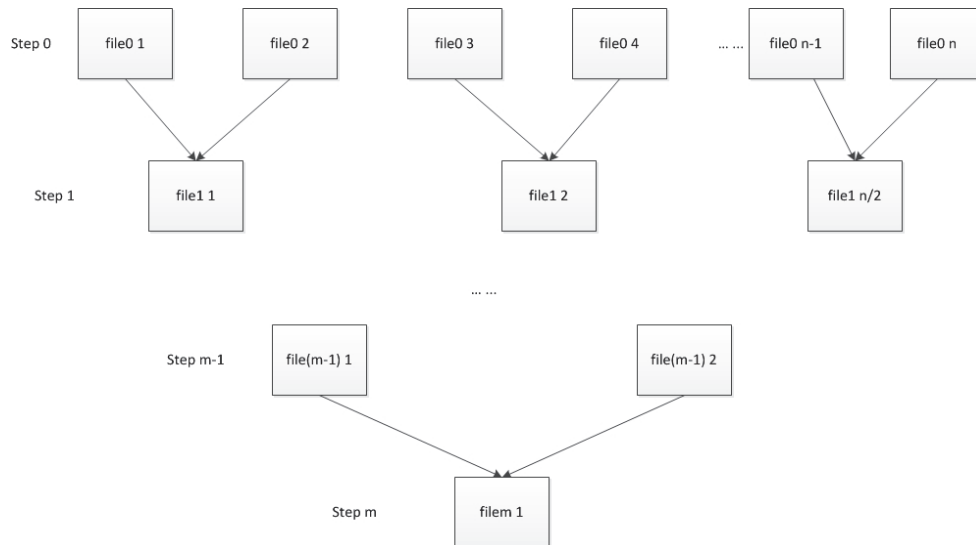 Step 0
file0 1
file0 2
file0 3
file0 4
... ...
file0 n-1
file0 n
Step 1
file1 1
file1 2
file1 n/2
... ...
Step m-1
file(m-1) 1
file(m-1) 2
Step m
filem 1